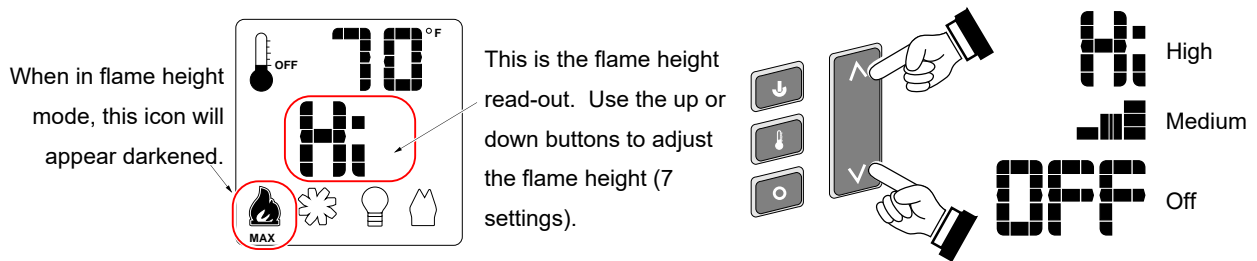 When in flame height
mode, this icon will
appear darkened.
OFF
70°F
Hi
MAX
This is the flame height
read-out. Use the up or
down buttons to adjust
the flame height (7
settings).
Hi High
Medium
OFF Off